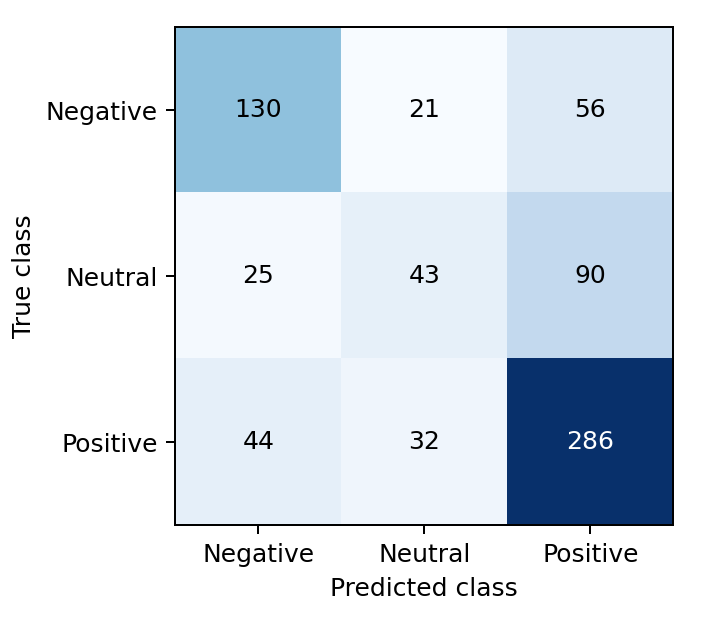 Negative 130 21 56
Neutral 25 43 90
Positive 44 32 286
True class
Negative Neutral Positive
Predicted class